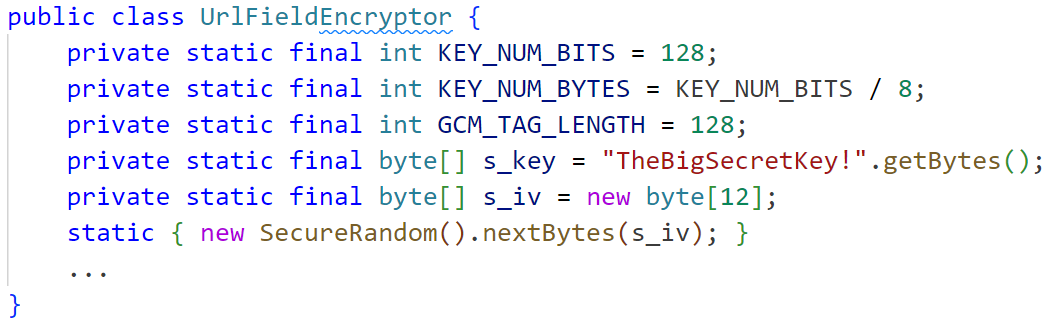 public class UrlFieldEncryptor {
    private static final int KEY_NUM_BITS = 128;
    private static final int KEY_NUM_BYTES = KEY_NUM_BITS / 8;
    private static final int GCM_TAG_LENGTH = 128;
    private static final byte[] s_key = "TheBigSecretKey!".getBytes();
    private static final byte[] s_iv = new byte[12];
    static { new SecureRandom().nextBytes(s_iv); }
    ...
}